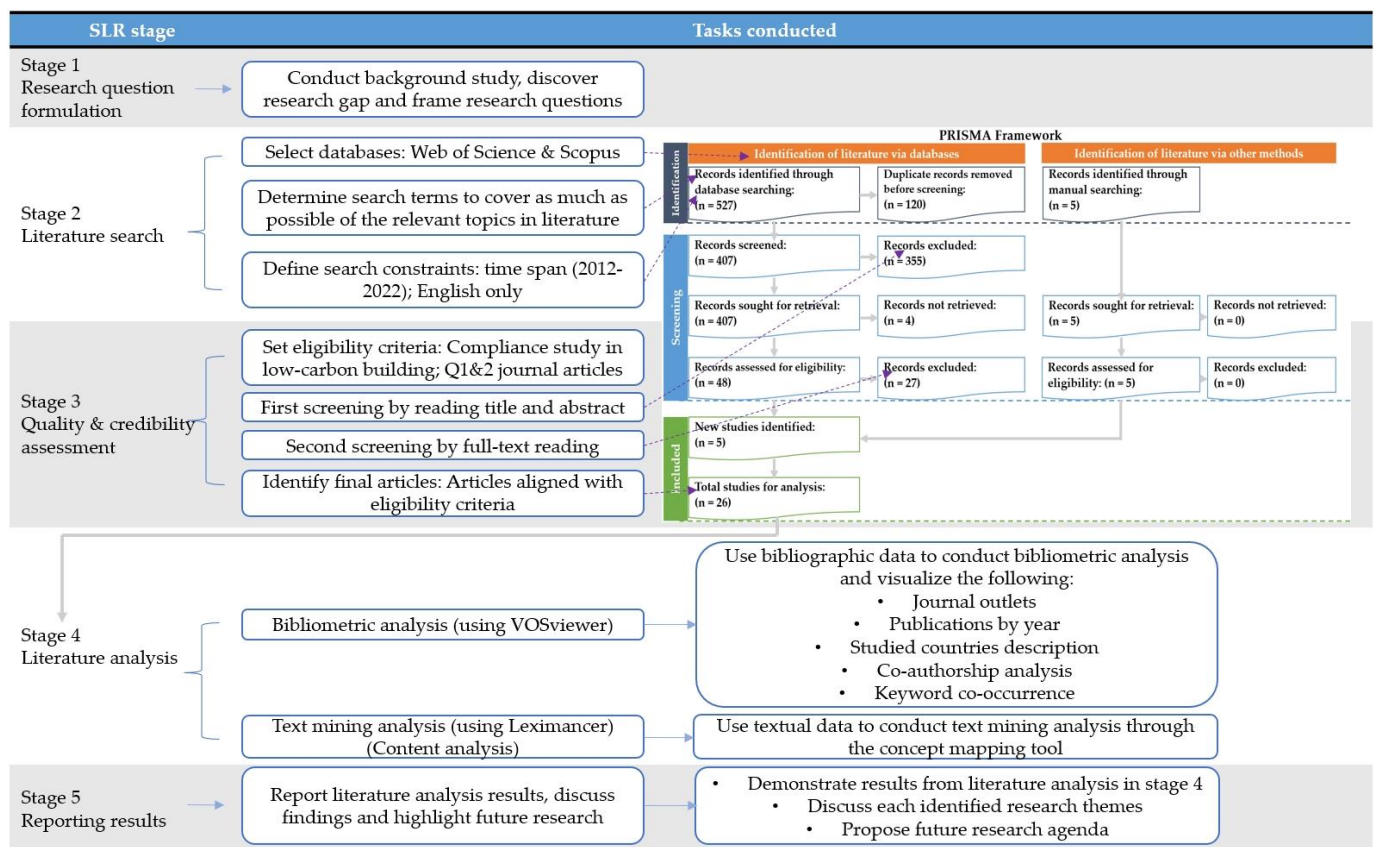 SLR stage
Tasks conducted
Stage 1
Research question
formulation
Conduct background study, discover
research gap and frame research questions
Stage 2
Literature search
Select databases: Web of Science & Scopus
Determine search terms to cover as much as
possible of the relevant topics in literature
Define search constraints: time span (2012-
2022); English only
PRISMA Framework
Identification
Identification of literature via databases
Identification of literature via other methods
Records identified through
database searching:
(n = 527)
Duplicate records removed
before screening:
(n = 120)
Records identified through
manual searching:
(n = 5)
Screening
Records screened:
(n = 407)
Records excluded:
(n = 355)
Records sought for retrieval:
(n = 407)
Records not retrieved:
(n = 4)
Records sought for retrieval:
(n = 5)
Records not retrieved:
(n = 0)
Records assessed for eligibility:
(n = 48)
Records excluded:
(n = 27)
Records assessed for
eligibility: (n = 5)
Records excluded:
(n = 0)
Included
New studies identified:
(n = 5)
Total studies for analysis:
(n = 26)
Stage 3
Quality & credibility
assessment
Set eligibility criteria: Compliance study in
low-carbon building; Q1&2 journal articles
First screening by reading title and abstract
Second screening by full-text reading
Identify final articles: Articles aligned with
eligibility criteria
Stage 4
Literature analysis
Bibliometric analysis (using VOSviewer)
Use bibliographic data to conduct bibliometric analysis
and visualize the following:
• Journal outlets
• Publications by year
• Studied countries description
• Co-authorship analysis
• Keyword co-occurrence
Text mining analysis (using Leximancer)
(Content analysis)
Use textual data to conduct text mining analysis through
the concept mapping tool
Stage 5
Reporting results
Report literature analysis results, discuss
findings and highlight future research
• Demonstrate results from literature analysis in stage 4
• Discuss each identified research themes
• Propose future research agenda